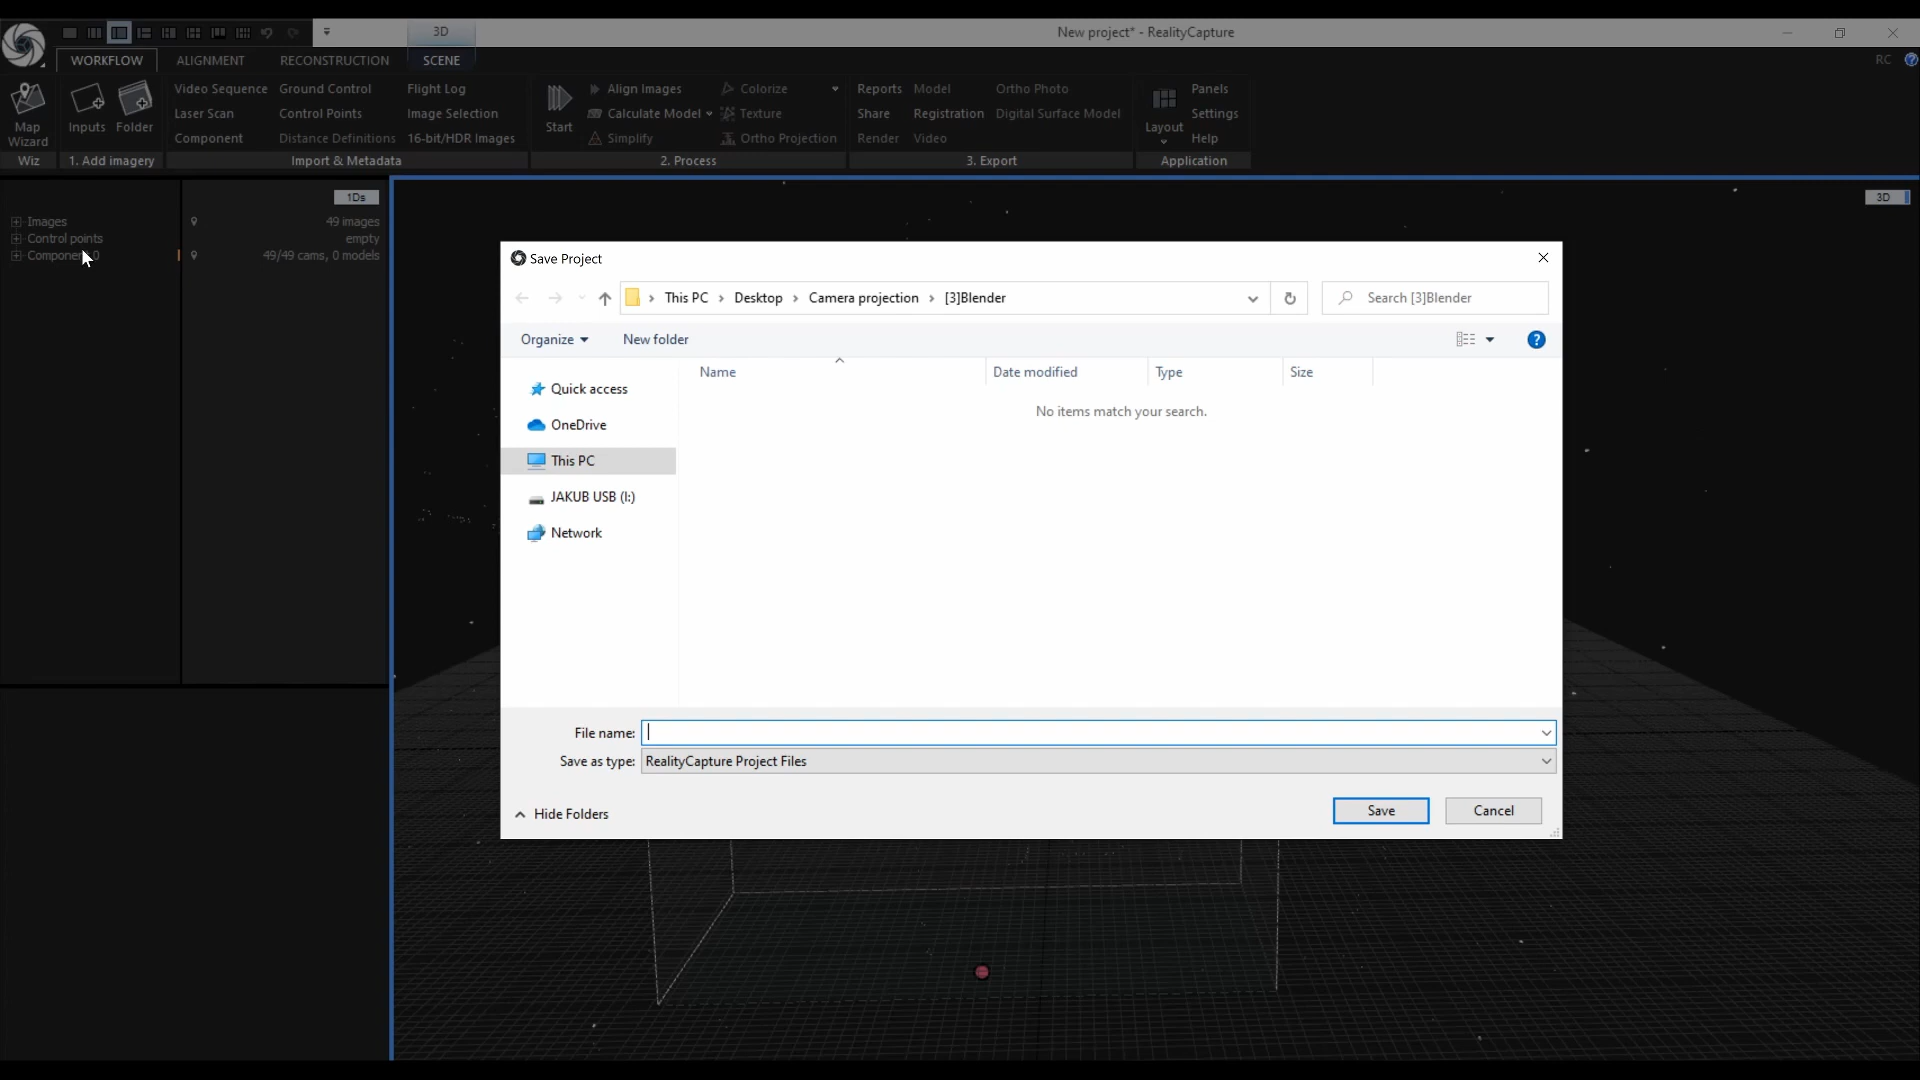 3D
New project* - RealityCapture
WORKFLOW
ALIGNMENT
RECONSTRUCTION
SCENE
RC
?
Map
Wizard
Inputs
Folder
Video Sequence
Ground Control
Flight Log
Laser Scan
Control Points
Image Selection
Component
Distance Definitions
16-bit/HDR Images
Start
Align Images
Colorize
Calculate Model
Texture
Simplify
Ortho Projection
Reports
Model
Ortho Photo
Share
Registration
Digital Surface Model
Render
Video
Layout
Panels
Settings
Help
Wiz
1. Add imagery
Import & Metadata
2. Process
3. Export
Application
1Ds
3D
Images
49 images
Control points
empty
Component 0
49/49 cams, 0 models
Save Project
This PC
Desktop
Camera projection
[3]Blender
Search [3]Blender
Organize
New folder
?
Name
Date modified
Type
Size
No items match your search.
Quick access
OneDrive
This PC
JAKUB USB (I:)
Network
File name:
Save as type:
RealityCapture Project Files
Hide Folders
Save
Cancel